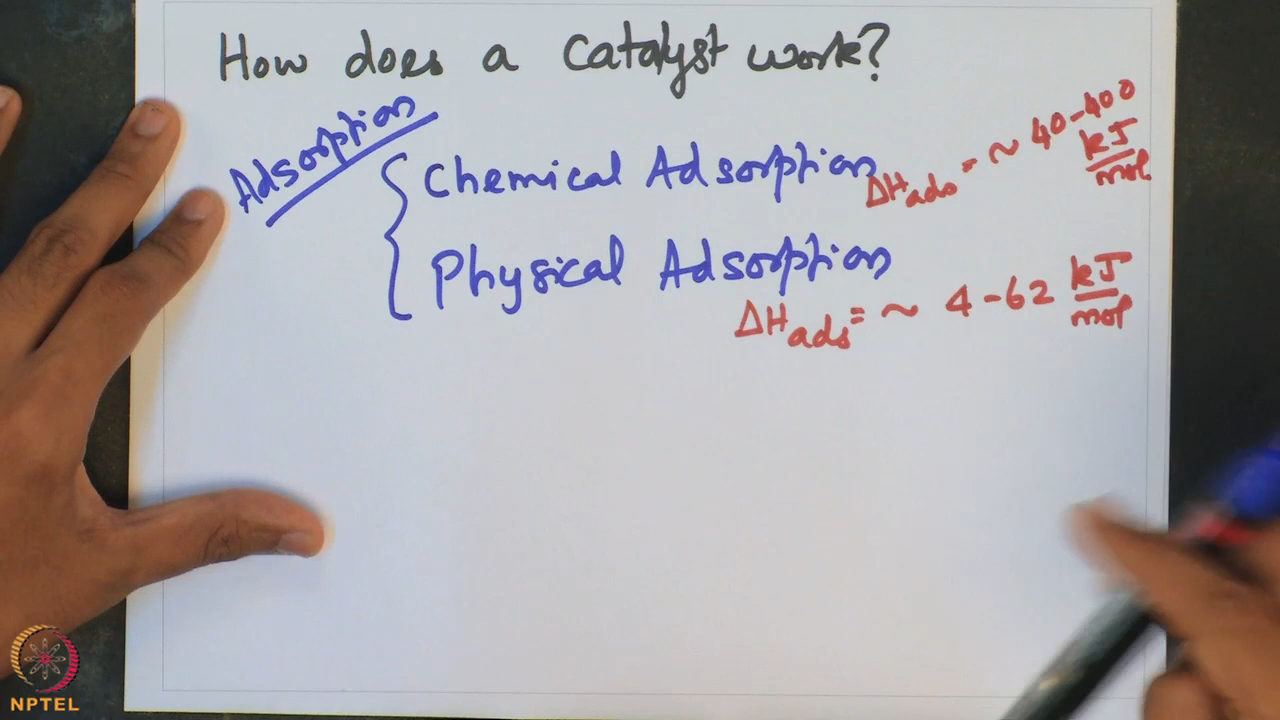 How does a catalyst work?
Adsorption
Chemical Adsorption ΔHads = ~ 40-400 kJ/mol
Physical Adsorption
ΔHads = ~ 4-62 kJ/mol
NPTEL